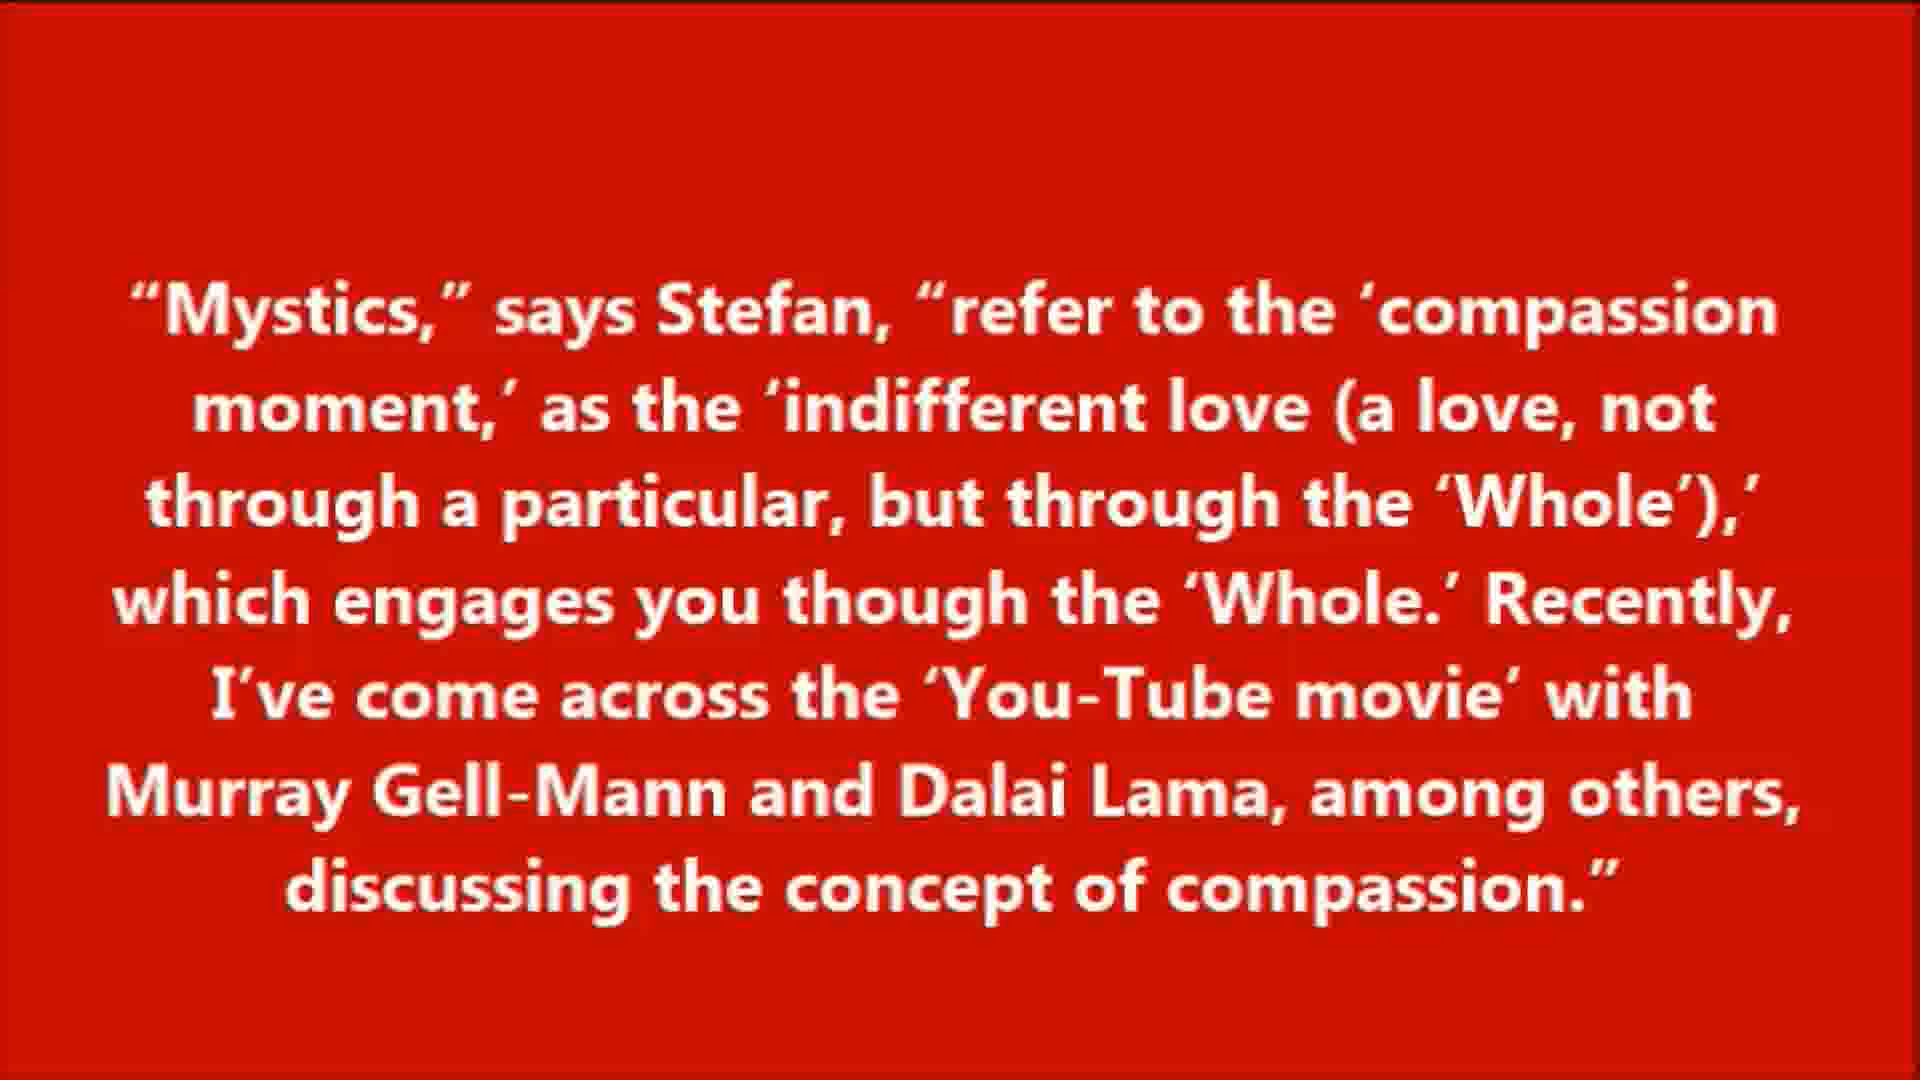 “Mystics,” says Stefan, “refer to the ‘compassion
moment,’ as the ‘indifferent love (a love, not
through a particular, but through the ‘Whole’),’
which engages you though the ‘Whole.’ Recently,
I’ve come across the ‘You-Tube movie’ with
Murray Gell-Mann and Dalai Lama, among others,
discussing the concept of compassion.”